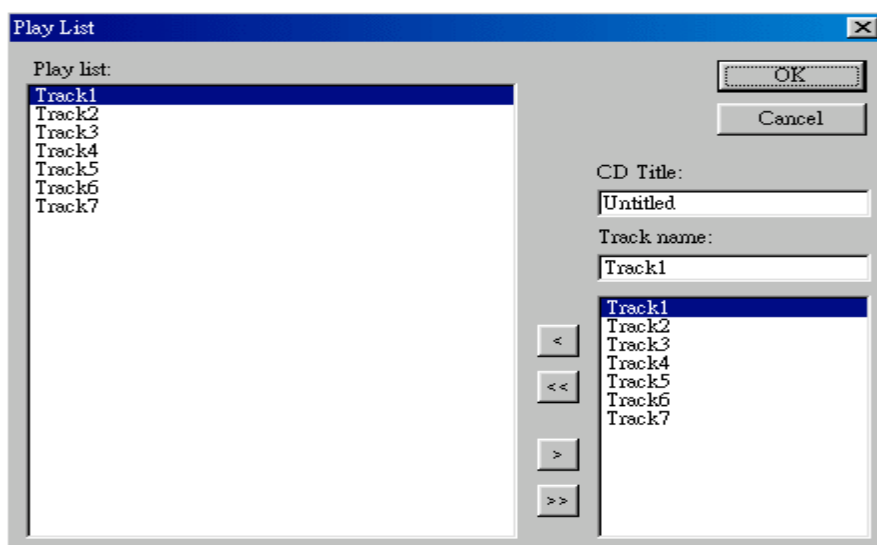 Play List
Play list:
Track1
Track2
Track3
Track4
Track5
Track6
Track7
OK
Cancel
CD Title:
Untitled
Track name:
Track1
Track1
Track2
Track3
Track4
Track5
Track6
Track7
<
<<
>
>>